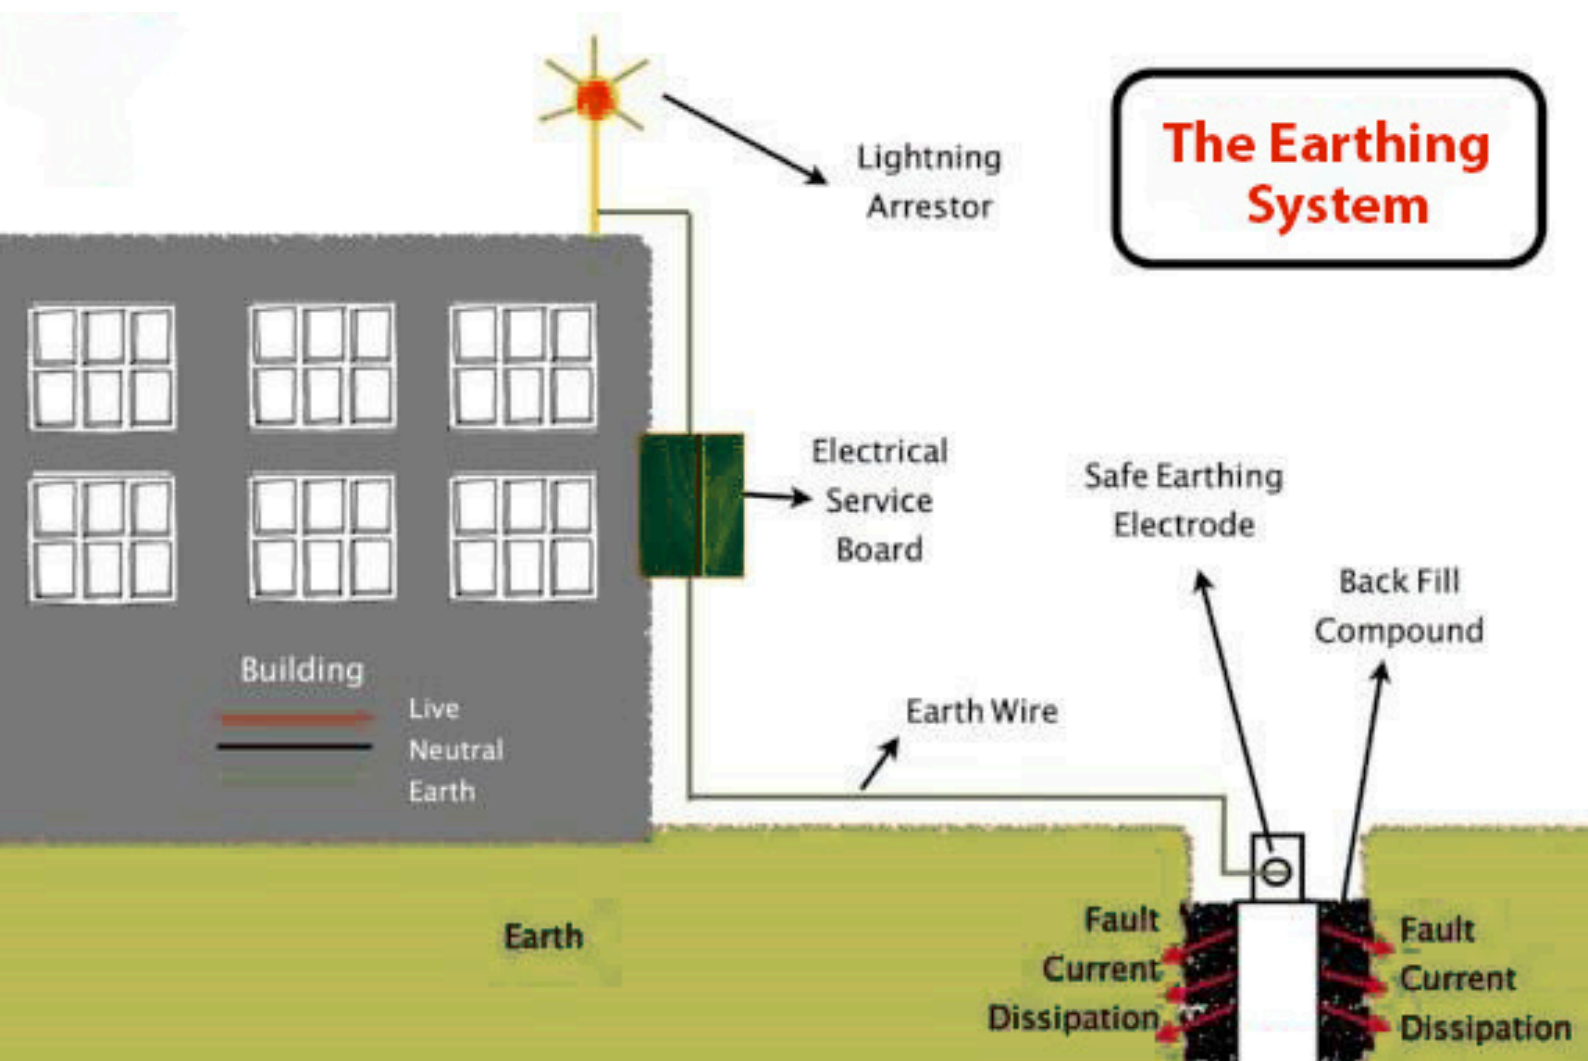 The Earthing
System
Lightning
Arrestor
Electrical
Service
Board
Safe Earthing
Electrode
Back Fill
Compound
Building
Live
Neutral
Earth
Earth Wire
Earth
Fault
Current
Dissipation
Fault
Current
Dissipation